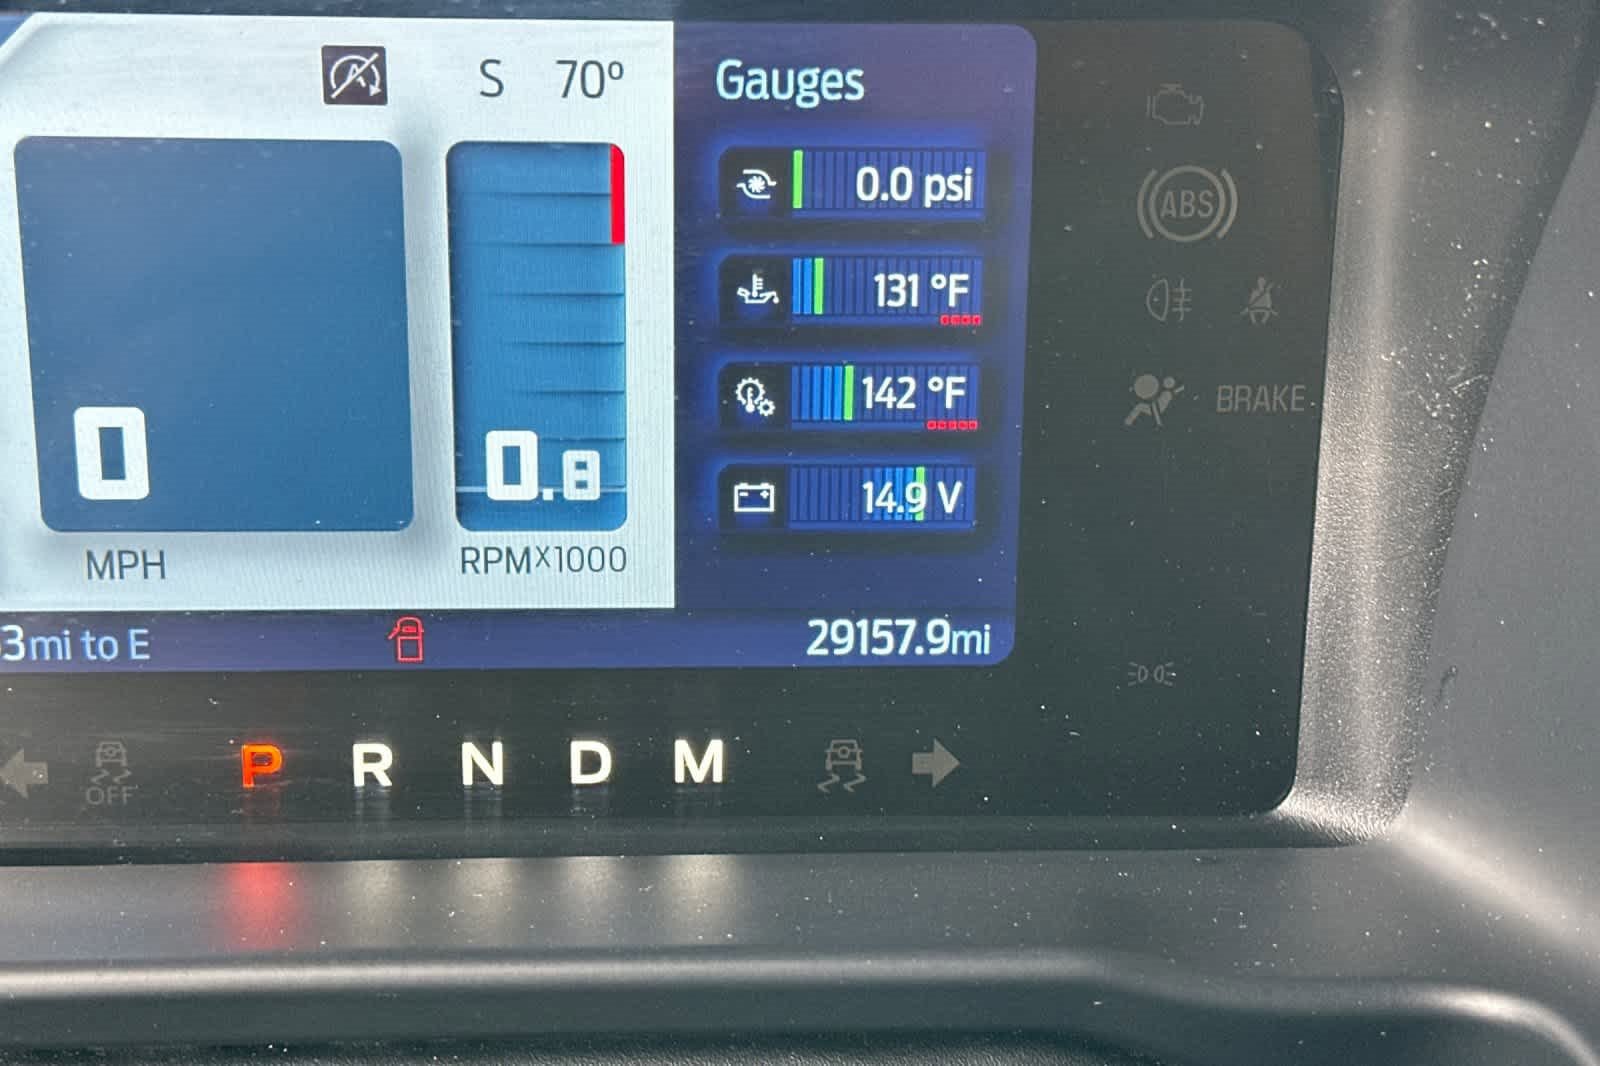 S 70º
Gauges
0.0 psi
131 °F
142 °F
14.9 V
0
MPH
0.8
RPMX1000
3mi to E
29157.9mi
ABS
BRAKE
OFF
P R N D M